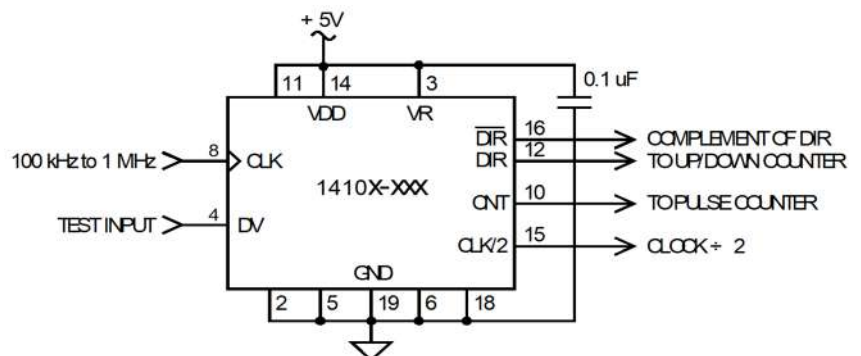 + 5V
11 14 3
0.1 uF
VDD VR
DIR 16 COMPLEMENT OF DIR
100 kHz to 1 MHz 8 CLK
DIR 12 TO UP/DOWN COUNTER
1410X-XXX
CNT 10 TO PULSE COUNTER
TEST INPUT 4 DV
CLK/2 15 CLOCK ÷ 2
GND
2 5 19 6 18